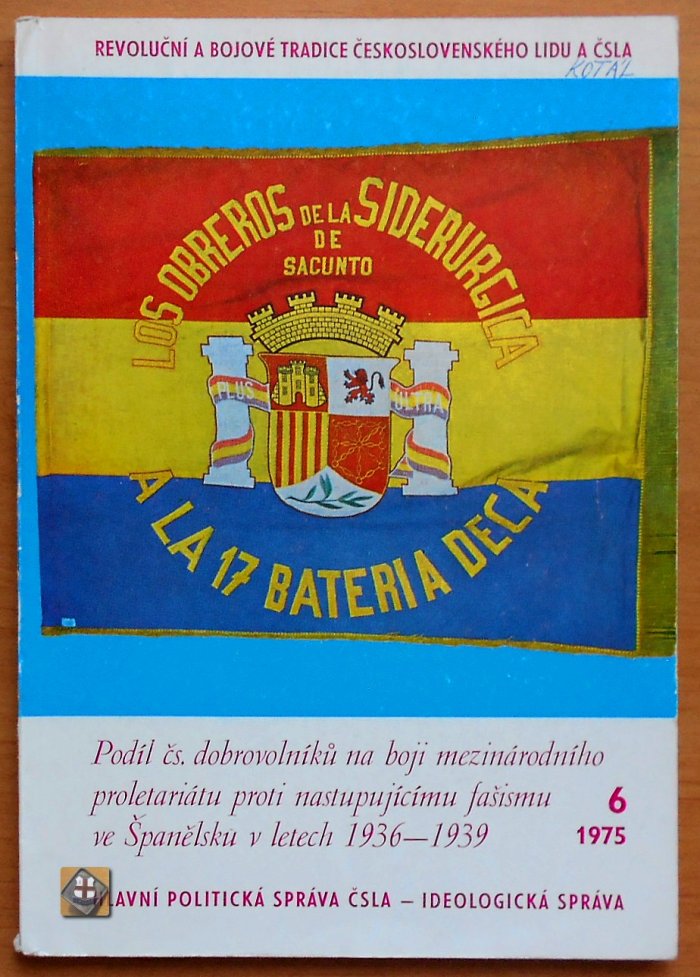 REVOLUČNÍ A BOJOVÉ TRADICE ČESKOSLOVENSKÉHO LIDU A ČSLA
KOTÁL
LOS OBREROS DE LA SIDERURGICA
DE
SACUNTO
PLUS ULTRA
A LA 17 BATERIA DECA
Podíl čs. dobrovolníků na boji mezinárodního
proletariátu proti nastupujícímu fašismu
ve Španělsku v letech 1936—1939
6
1975
HLAVNÍ POLITICKÁ SPRÁVA ČSLA – IDEOLOGICKÁ SPRÁVA